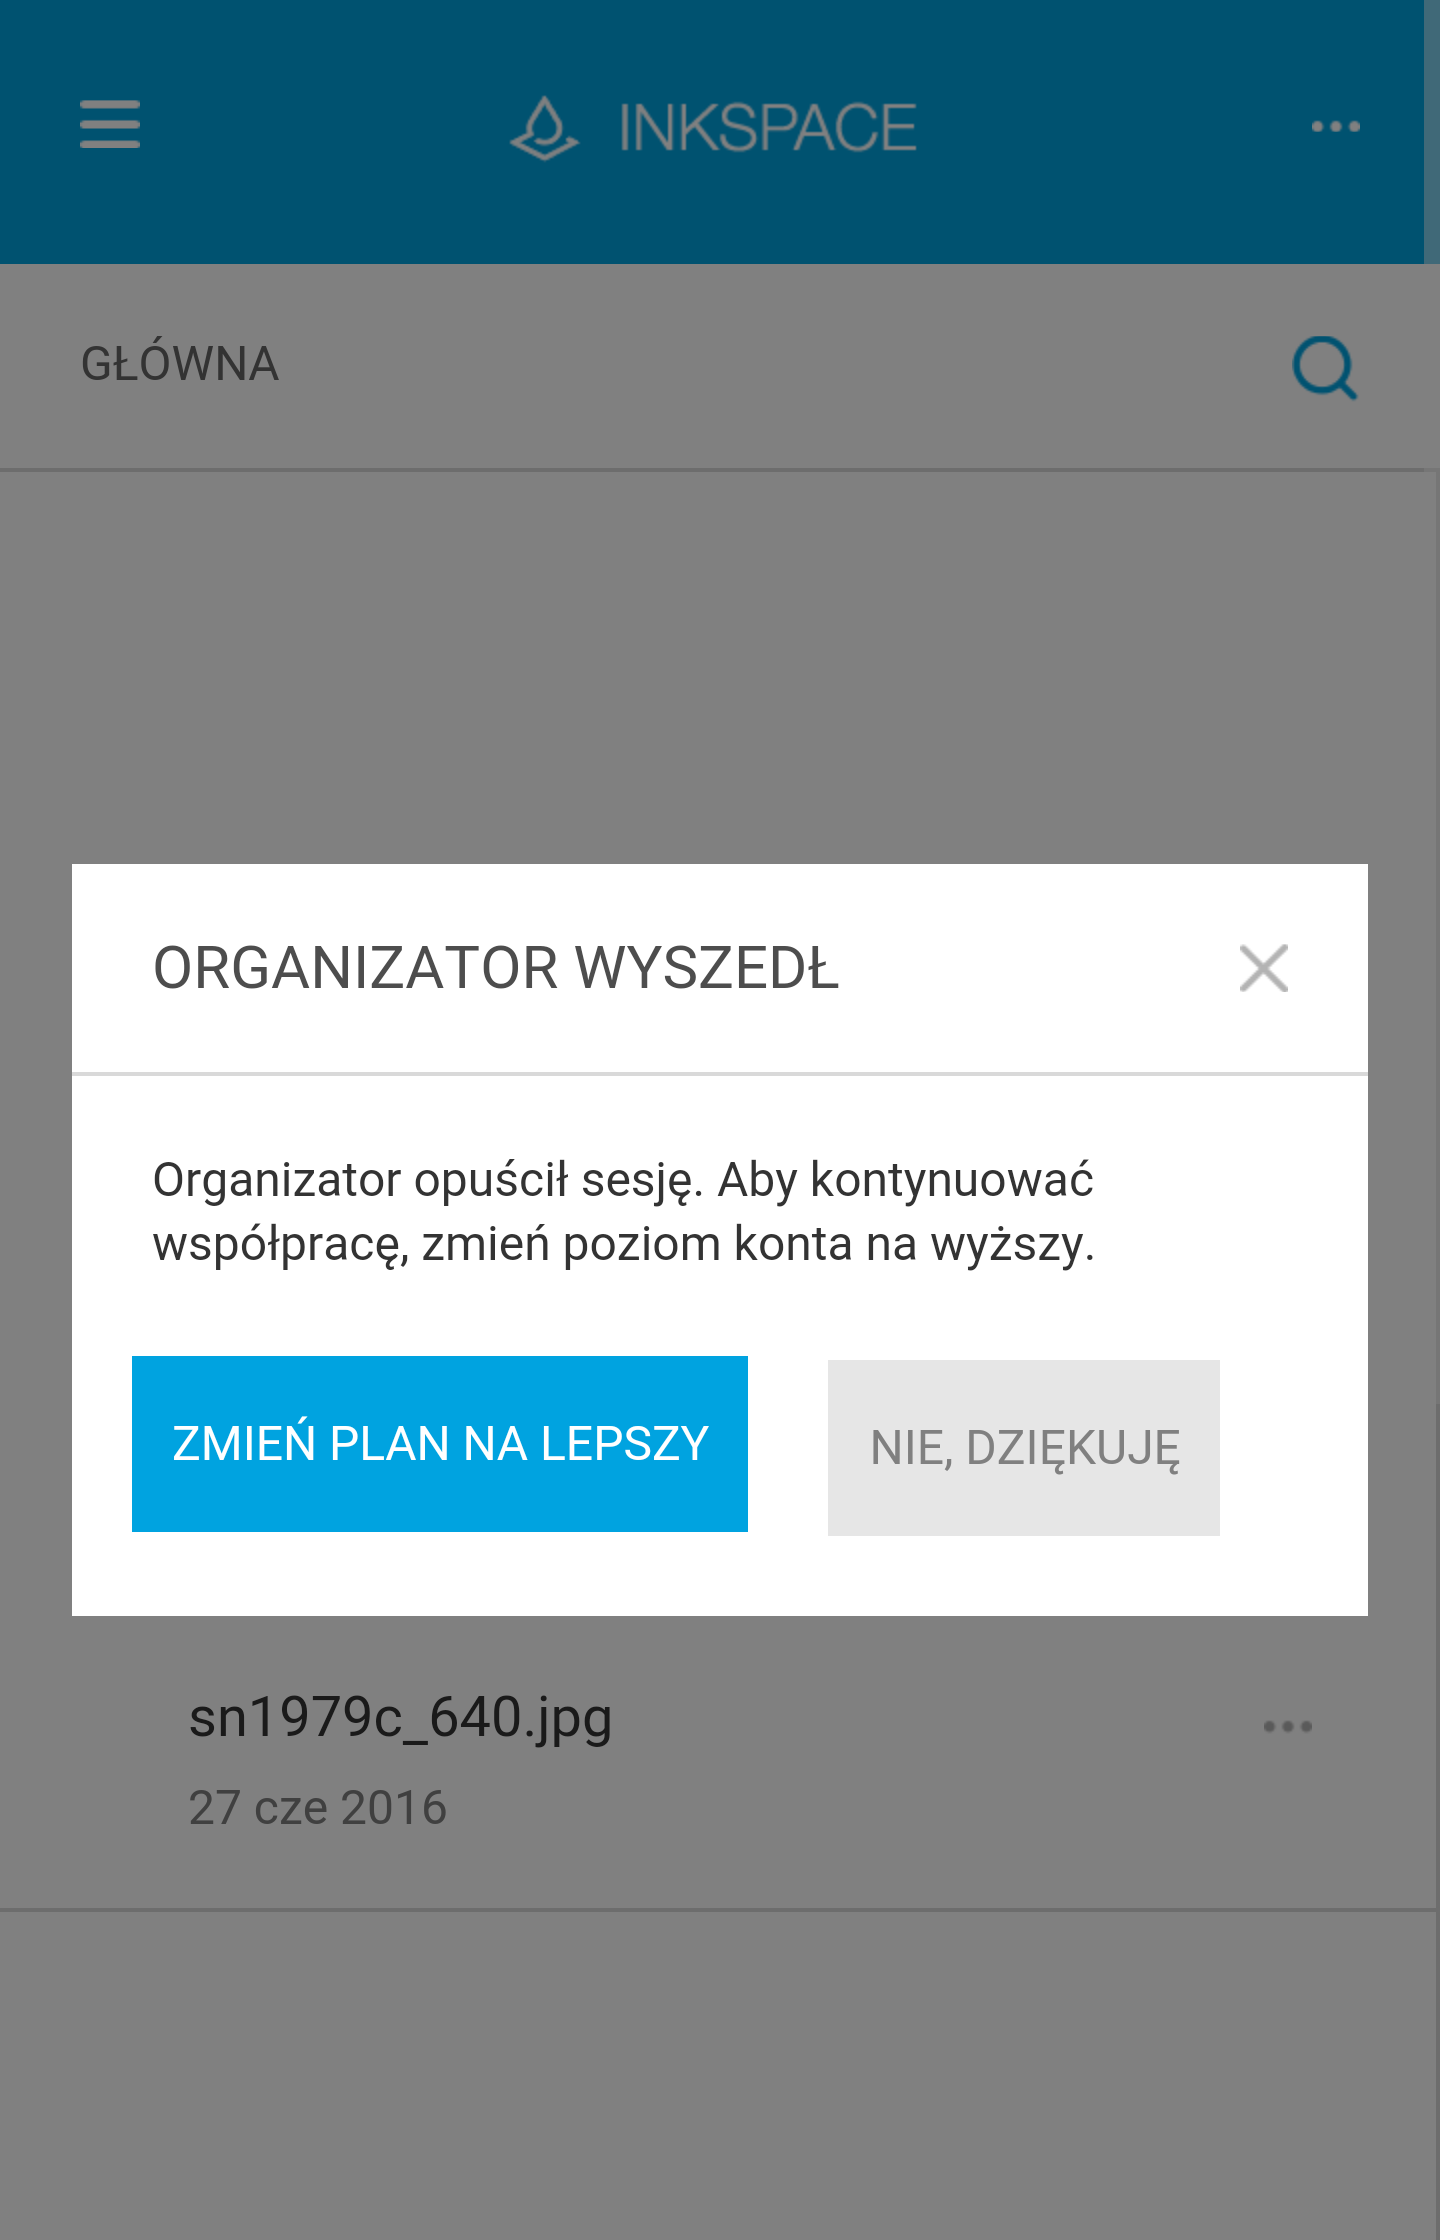 INKSPACE
GŁÓWNA
ORGANIZATOR WYSZEDŁ
Organizator opuścił sesję. Aby kontynuować
współpracę, zmień poziom konta na wyższy.
ZMIEŃ PLAN NA LEPSZY
NIE, DZIĘKUJĘ
sn1979c_640.jpg
27 cze 2016